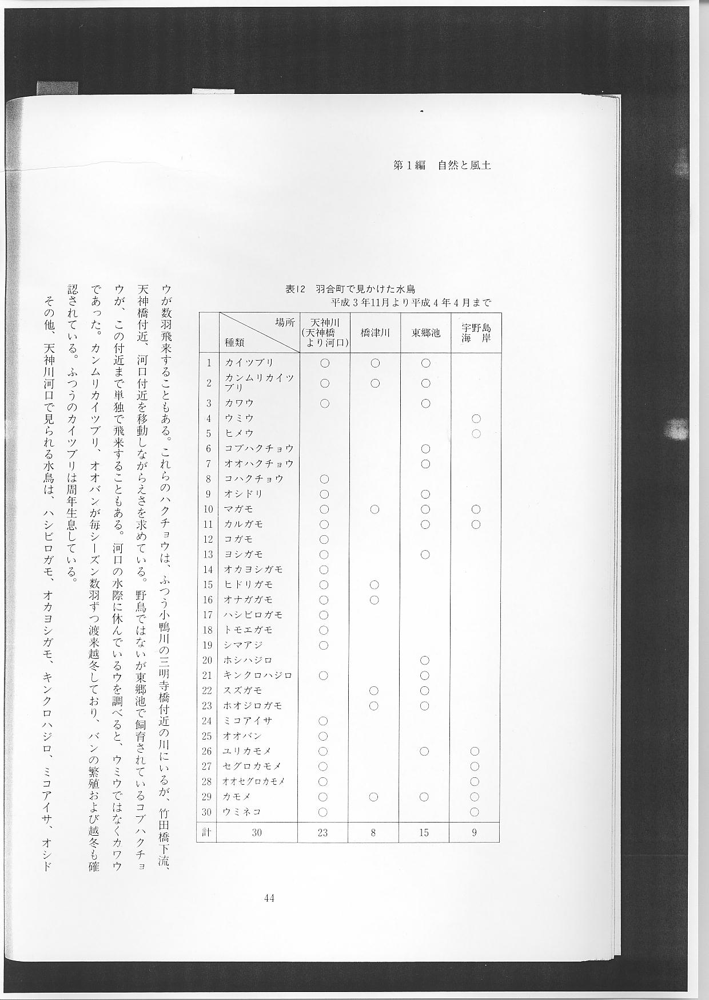 第1編　自然と風土
表12　羽合町で見かけた水鳥
平成3年11月より平成4年4月まで
場所　種類　天神川(天神橋より河口)　橋津川　東郷池　宇野島海岸
1　カイツブリ　○　○　○
2　カンムリカイツブリ　○　○　○
3　カワウ　○　　○
4　ウミウ　　　　○
5　ヒメウ　　　　○
6　コブハクチョウ　　　○
7　オオハクチョウ　　　○
8　コハクチョウ　○
9　オシドリ　○　　○
10　マガモ　○　○　○　○
11　カルガモ　○　　○　○
12　コガモ　○
13　ヨシガモ　○　　○
14　オカヨシガモ　○
15　ヒドリガモ　○　○
16　オナガガモ　○　○
17　ハシビロガモ　○
18　トモエガモ　○
19　シマアジ　○
20　ホシハジロ　　　○
21　キンクロハジロ　○　　○
22　スズガモ　　○　○
23　ホオジロガモ　　○　○
24　ミコアイサ　○
25　オオバン　○
26　ユリカモメ　○　　○　○
27　セグロカモメ　○　　　○
28　オオセグロカモメ　○　　　○
29　カモメ　○　○　○　○
30　ウミネコ　○　　　○
計　30　23　8　15　9
ウが数羽飛来することもある。これらのハクチョウは、ふつう小鴨川の三明寺橋付近の川にいるが、竹田橋下流、
天神橋付近、河口付近を移動しながらえさを求めている。野鳥ではないが東郷池で飼育されているコブハクチョ
ウが、この付近まで単独で飛来することもある。河口の水際に休んでいるウを調べると、ウミウではなくカワウ
であった。カンムリカイツブリ、オオバンが毎シーズン数羽ずつ渡来越冬しており、バンの繁殖および越冬も確
認されている。ふつうのカイツブリは周年生息している。
その他、天神川河口で見られる水鳥は、ハシビロガモ、オカヨシガモ、キンクロハジロ、ミコアイサ、オシド
44